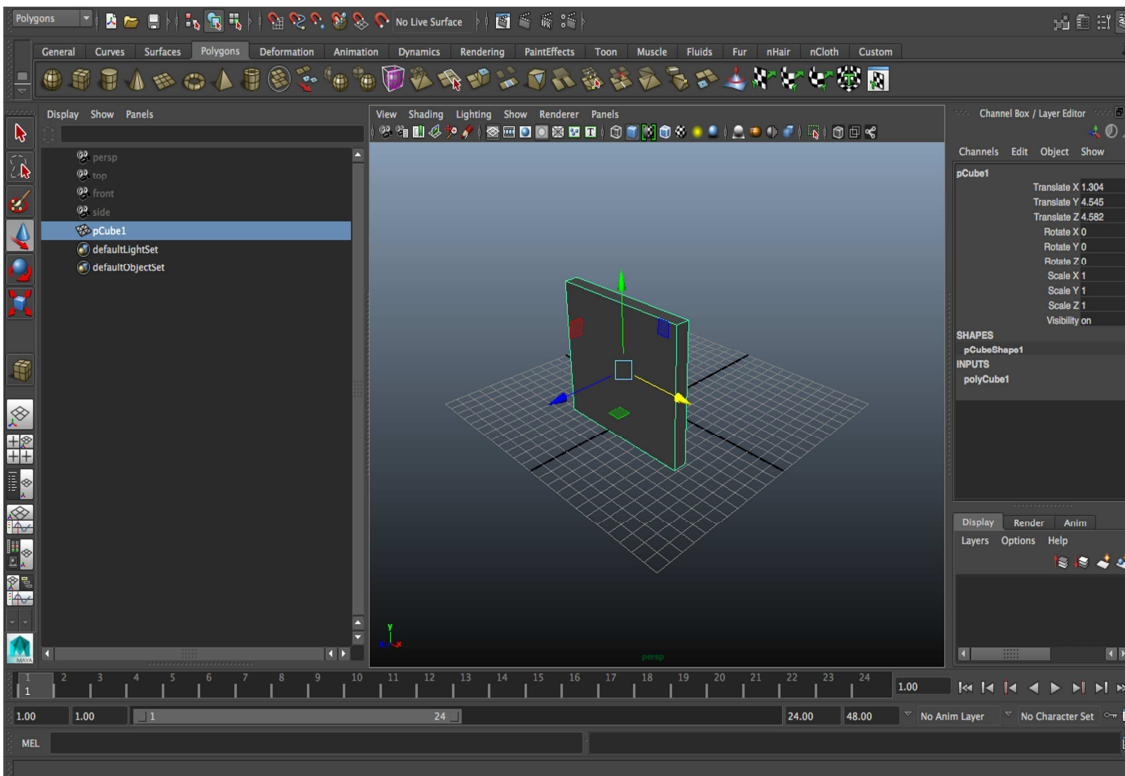 Polygons No Live Surface
General Curves Surfaces Polygons Deformation Animation Dynamics Rendering PaintEffects Toon Muscle Fluids Fur nHair nCloth Custom
Display Show Panels
persp
top
front
side
pCube1
defaultLightSet
defaultObjectSet
View Shading Lighting Show Renderer Panels
y
persp
Channel Box / Layer Editor
Channels Edit Object Show
pCube1
Translate X 1.304
Translate Y 4.545
Translate Z 4.582
Rotate X 0
Rotate Y 0
Rotate Z 0
Scale X 1
Scale Y 1
Scale Z 1
Visibility on
SHAPES
pCubeShape1
INPUTS
polyCube1
Display Render Anim
Layers Options Help
MAYA
1 2 3 4 5 6 7 8 9 10 11 12 13 14 15 16 17 18 19 20 21 22 23 24
1 1.00
1.00 1.00 1 24 24.00 48.00 No Anim Layer No Character Set
MEL